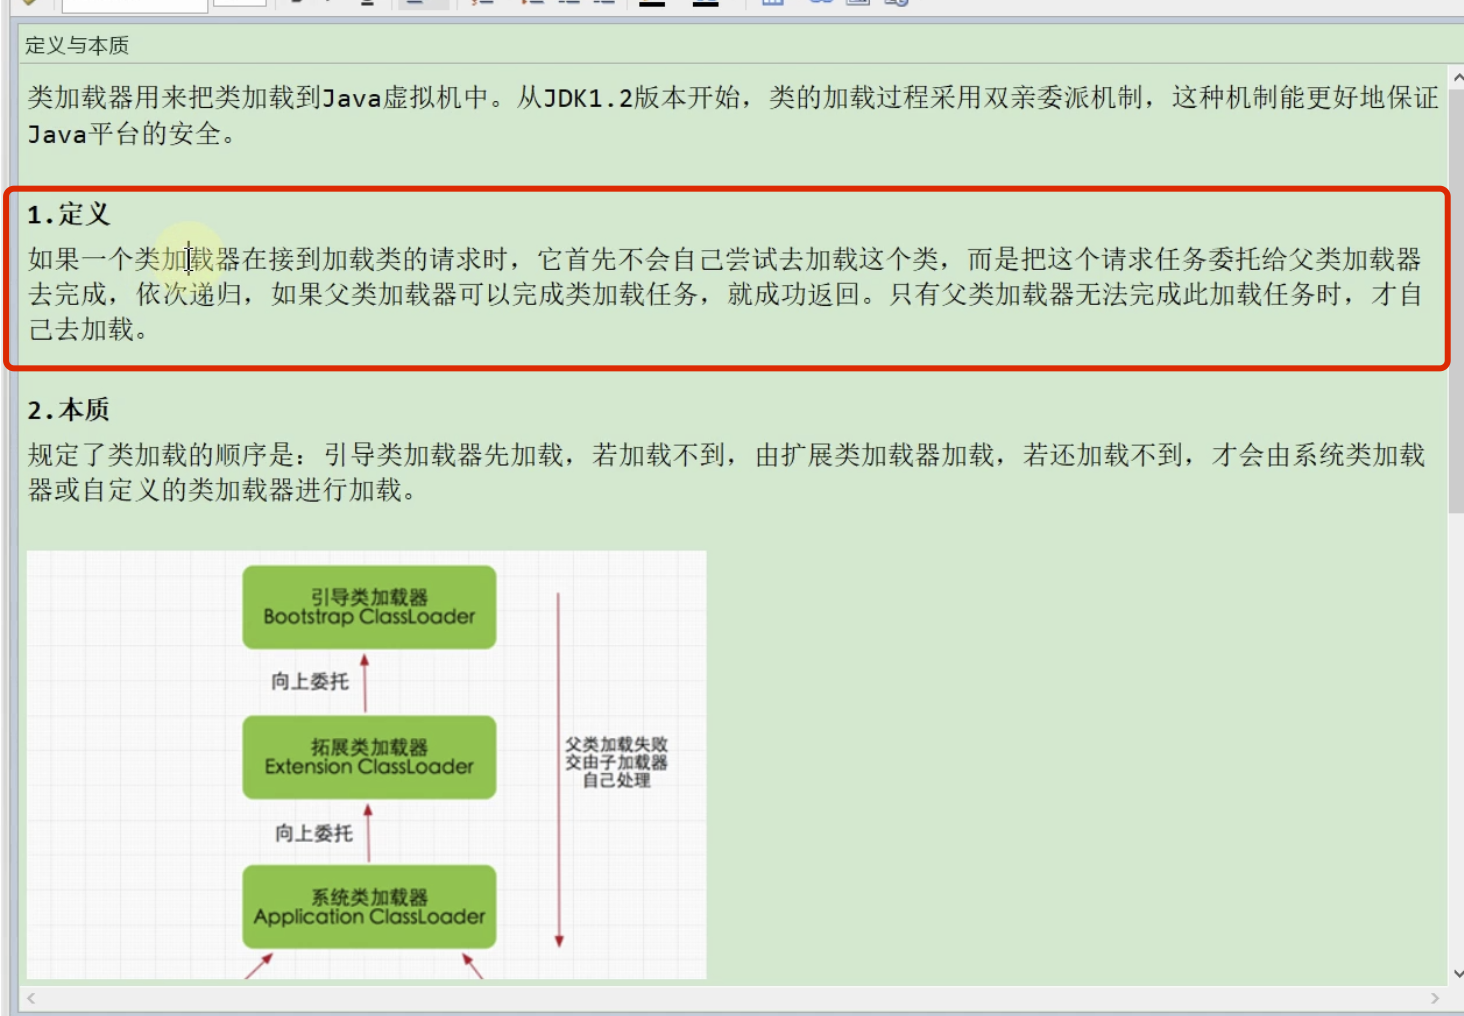 定义与本质
类加载器用来把类加载到Java虚拟机中。从JDK1.2版本开始，类的加载过程采用双亲委派机制，这种机制能更好地保证
Java平台的安全。
1.定义
如果一个类加载器在接到加载类的请求时，它首先不会自己尝试去加载这个类，而是把这个请求任务委托给父类加载器
去完成，依次递归，如果父类加载器可以完成类加载任务，就成功返回。只有父类加载器无法完成此加载任务时，才自
己去加载。
2.本质
规定了类加载的顺序是：引导类加载器先加载，若加载不到，由扩展类加载器加载，若还加载不到，才会由系统类加载
器或自定义的类加载器进行加载。
引导类加载器
Bootstrap ClassLoader
向上委托
拓展类加载器
Extension ClassLoader
父类加载失败
交由子加载器
自己处理
向上委托
系统类加载器
Application ClassLoader